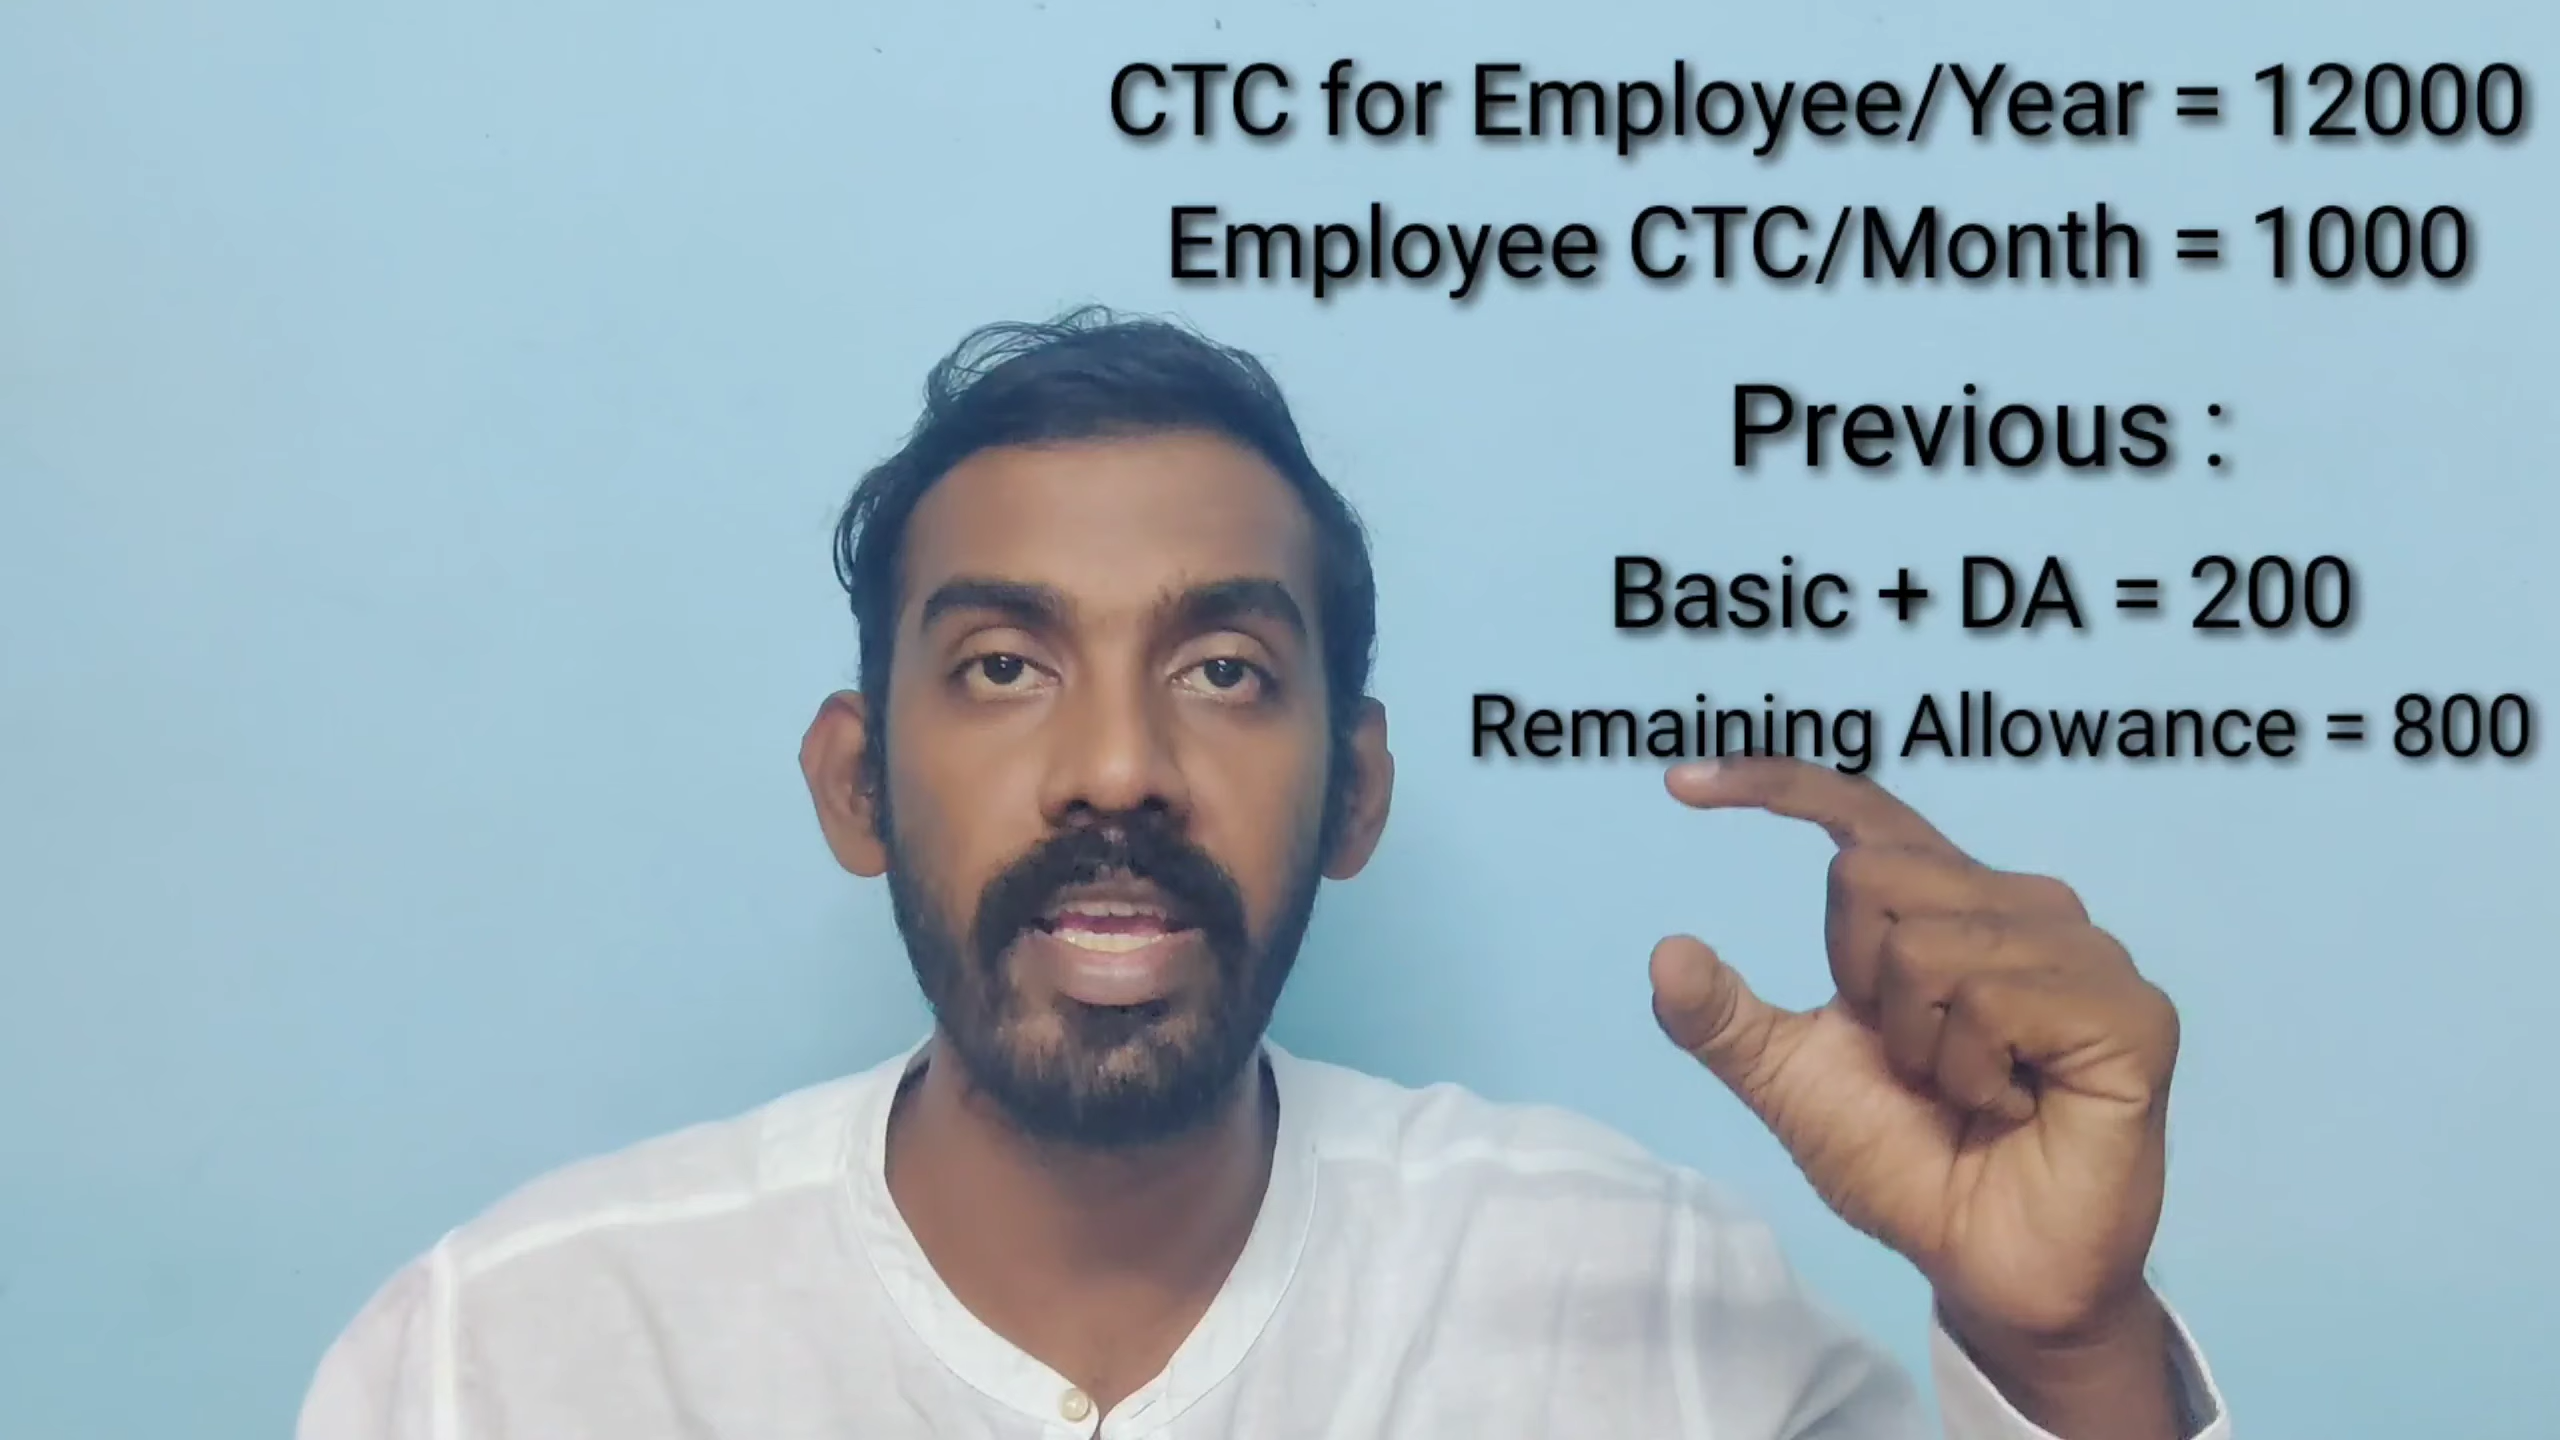 CTC for Employee/Year = 12000
Employee CTC/Month = 1000
Previous :
Basic + DA = 200
Remaining Allowance = 800